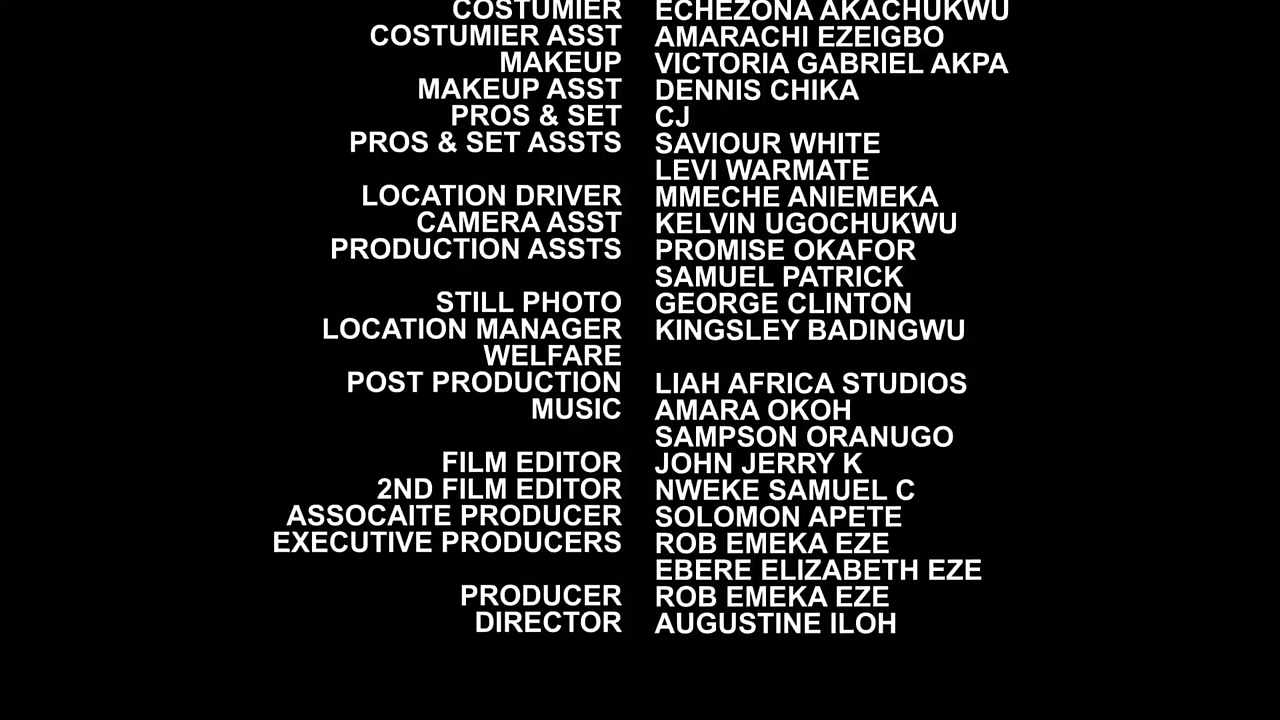 COSTUMIER ECHEZONA AKACHUKWU
COSTUMIER ASST AMARACHI EZEIGBO
MAKEUP VICTORIA GABRIEL AKPA
MAKEUP ASST DENNIS CHIKA
PROS & SET CJ
PROS & SET ASSTS SAVIOUR WHITE
LEVI WARMATE
LOCATION DRIVER MMECHE ANIEMEKA
CAMERA ASST KELVIN UGOCHUKWU
PRODUCTION ASSTS PROMISE OKAFOR
SAMUEL PATRICK
STILL PHOTO GEORGE CLINTON
LOCATION MANAGER KINGSLEY BADINGWU
WELFARE
POST PRODUCTION LIAH AFRICA STUDIOS
MUSIC AMARA OKOH
SAMPSON ORANUGO
FILM EDITOR JOHN JERRY K
2ND FILM EDITOR NWEKE SAMUEL C
ASSOCAITE PRODUCER SOLOMON APETE
EXECUTIVE PRODUCERS ROB EMEKA EZE
EBERE ELIZABETH EZE
PRODUCER ROB EMEKA EZE
DIRECTOR AUGUSTINE ILOH